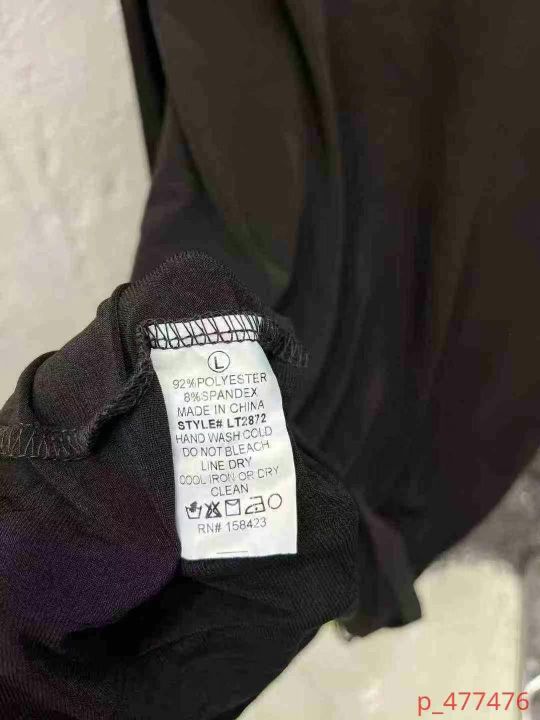 L
92%POLYESTER
8%SPANDEX
MADE IN CHINA
STYLE# LT2872
HAND WASH COLD
DO NOT BLEACH
LINE DRY
COOL IRON OR DRY
CLEAN
RN# 158423
p_477476